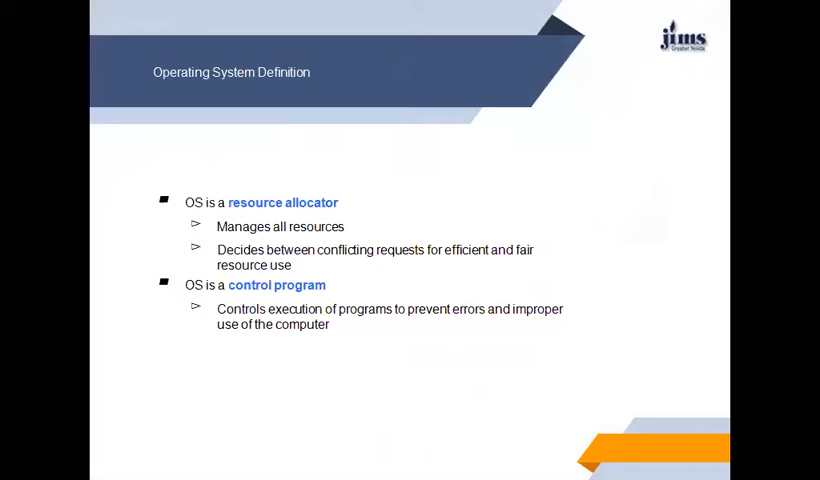 jims
Greater Noida
Operating System Definition
OS is a resource allocator
Manages all resources
Decides between conflicting requests for efficient and fair
resource use
OS is a control program
Controls execution of programs to prevent errors and improper
use of the computer